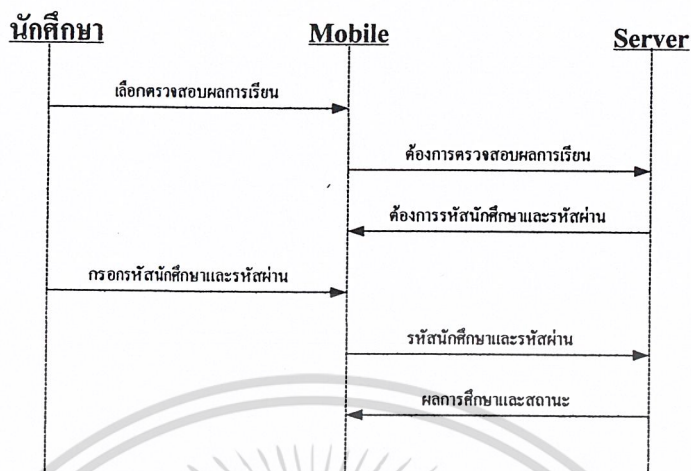 นักศึกษา
Mobile
Server
เลือกตรวจสอบผลการเรียน
ต้องการตรวจสอบผลการเรียน
ต้องการรหัสนักศึกษาและรหัสผ่าน
กรอกรหัสนักศึกษาและรหัสผ่าน
รหัสนักศึกษาและรหัสผ่าน
ผลการศึกษาและสถานะ